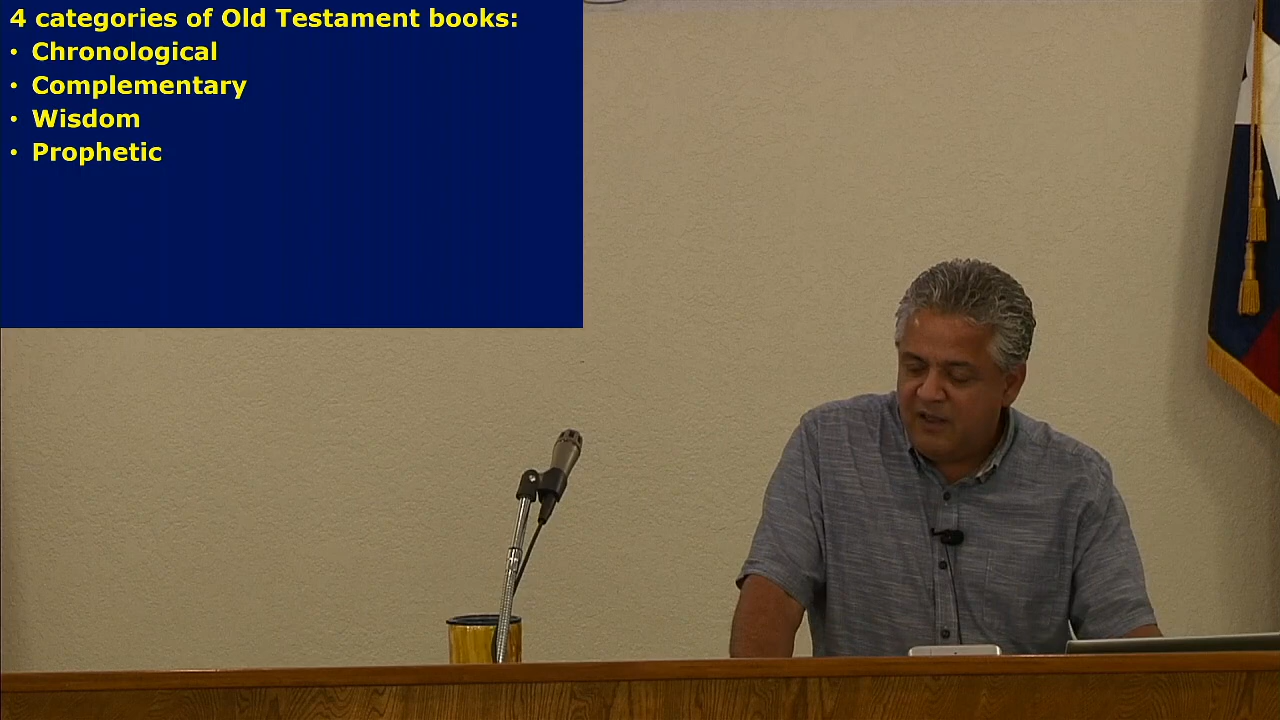 4 categories of Old Testament books:
• Chronological
• Complementary
• Wisdom
• Prophetic